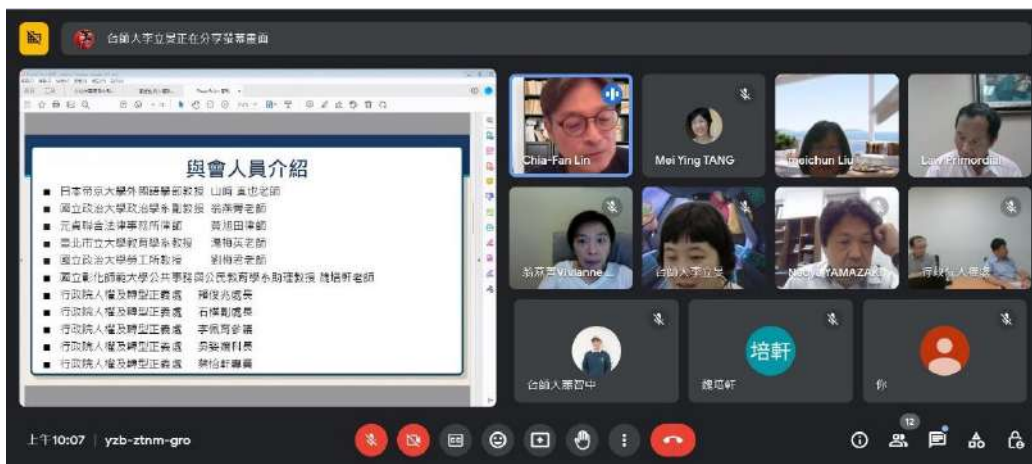 台師大李立旻正在分享螢幕畫面
與會人員介紹
■ 日本帝京大學外國語學部教授 山﨑直也老師
■ 國立政治大學政治學系副教授 翁燕菁老師
■ 元貞聯合法律事務所律師 黃旭田律師
■ 臺北市立大學教育學系教授 湯梅英老師
■ 國立政治大學勞工所教授 劉梅君老師
■ 國立彰化師範大學公共事務與公民教育學系助理教授 魏培軒老師
■ 行政院人權及轉型正義處 賴俊兆處長
■ 行政院人權及轉型正義處 石樸副處長
■ 行政院人權及轉型正義處 李佩育參議
■ 行政院人權及轉型正義處 科長
■ 行政院人權及轉型正義處 蔡怡軒專員
Chia-Fan Lin
Mei Ying TANG
meichun Liu
Law Primordial
翁燕菁Vivianne
台師大李立旻
Naoya YAMAZAKI
行政院人權處
台師大蕭智中
培軒
魏培軒
你
上午10:07 | yzb-ztnm-gro
12